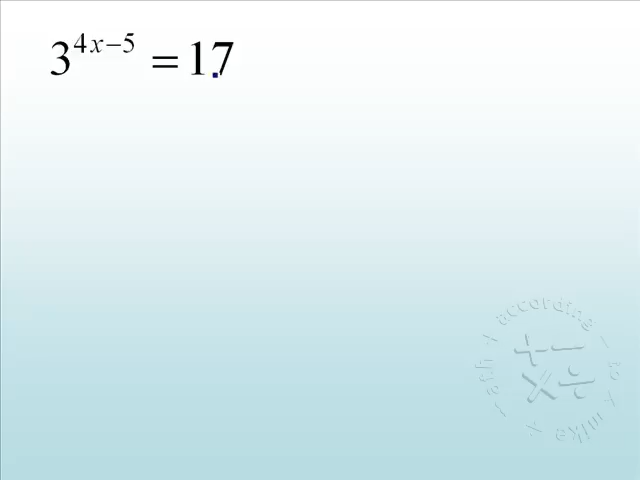 3^{4x-5} = 17
math × according - to × mike ×